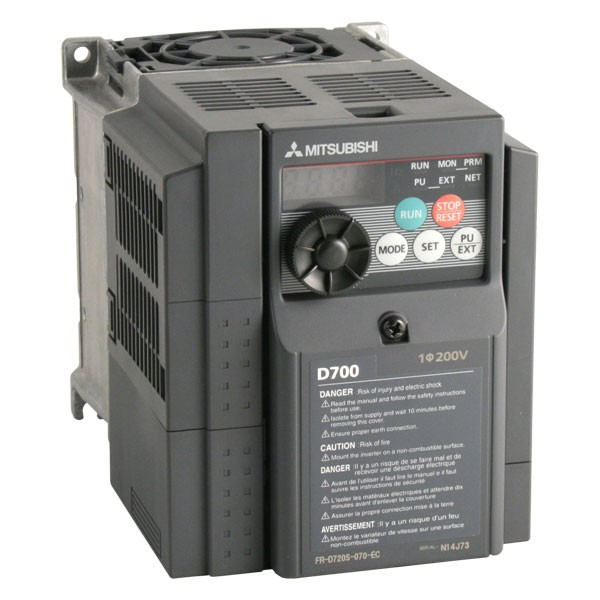 MITSUBISHI
RUN MON PRM
PU EXT NET
RUN
STOP
RESET
MODE
SET
PU
EXT
D700
1Φ200V
DANGER :Risk of injury and electric shock
Read the manual and follow the safety instructions
before use.
Isolate from supply and wait 10 minutes before
removing this cover.
Ensure proper earth connection.
CAUTION :Risk of fire
Mount the inverter on a non-combustible surface.
DANGER :Il y a un risque de se faire mal et de
recevoir une décharge électrique
Avant de l'utiliser il faut lire le manuel e il faut
suivre les instructions de sécurité
L'isoler les matériaux electriques et attendre dix
minutes avant d'enlever la couverture
Assurer la propre connection mise à la terre
AVERTISSEMENT :Il y a un risque d'un feu
Montez le variateur de vitesse sur une surface
non-combustible
FR-D720S-070-EC
SERIAL: N14J73